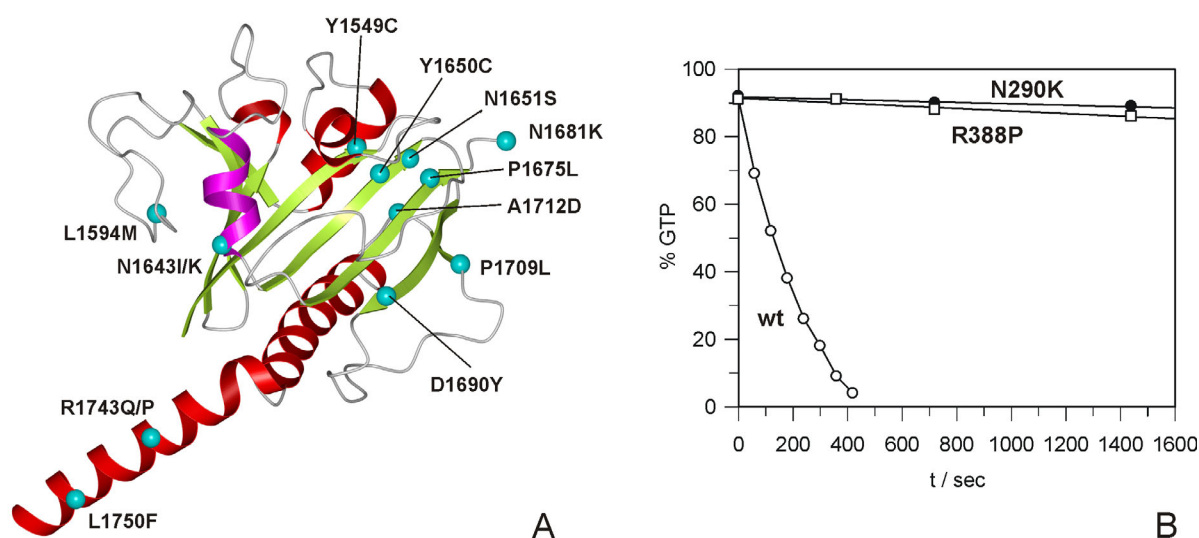 Y1549C
Y1650C
N1651S
N1681K
P1675L
A1712D
L1594M
N1643I/K
P1709L
D1690Y
R1743Q/P
L1750F
A
100
80
60
40
20
0
% GTP
N290K
R388P
wt
0 200 400 600 800 1000 1200 1400 1600
t / sec
B